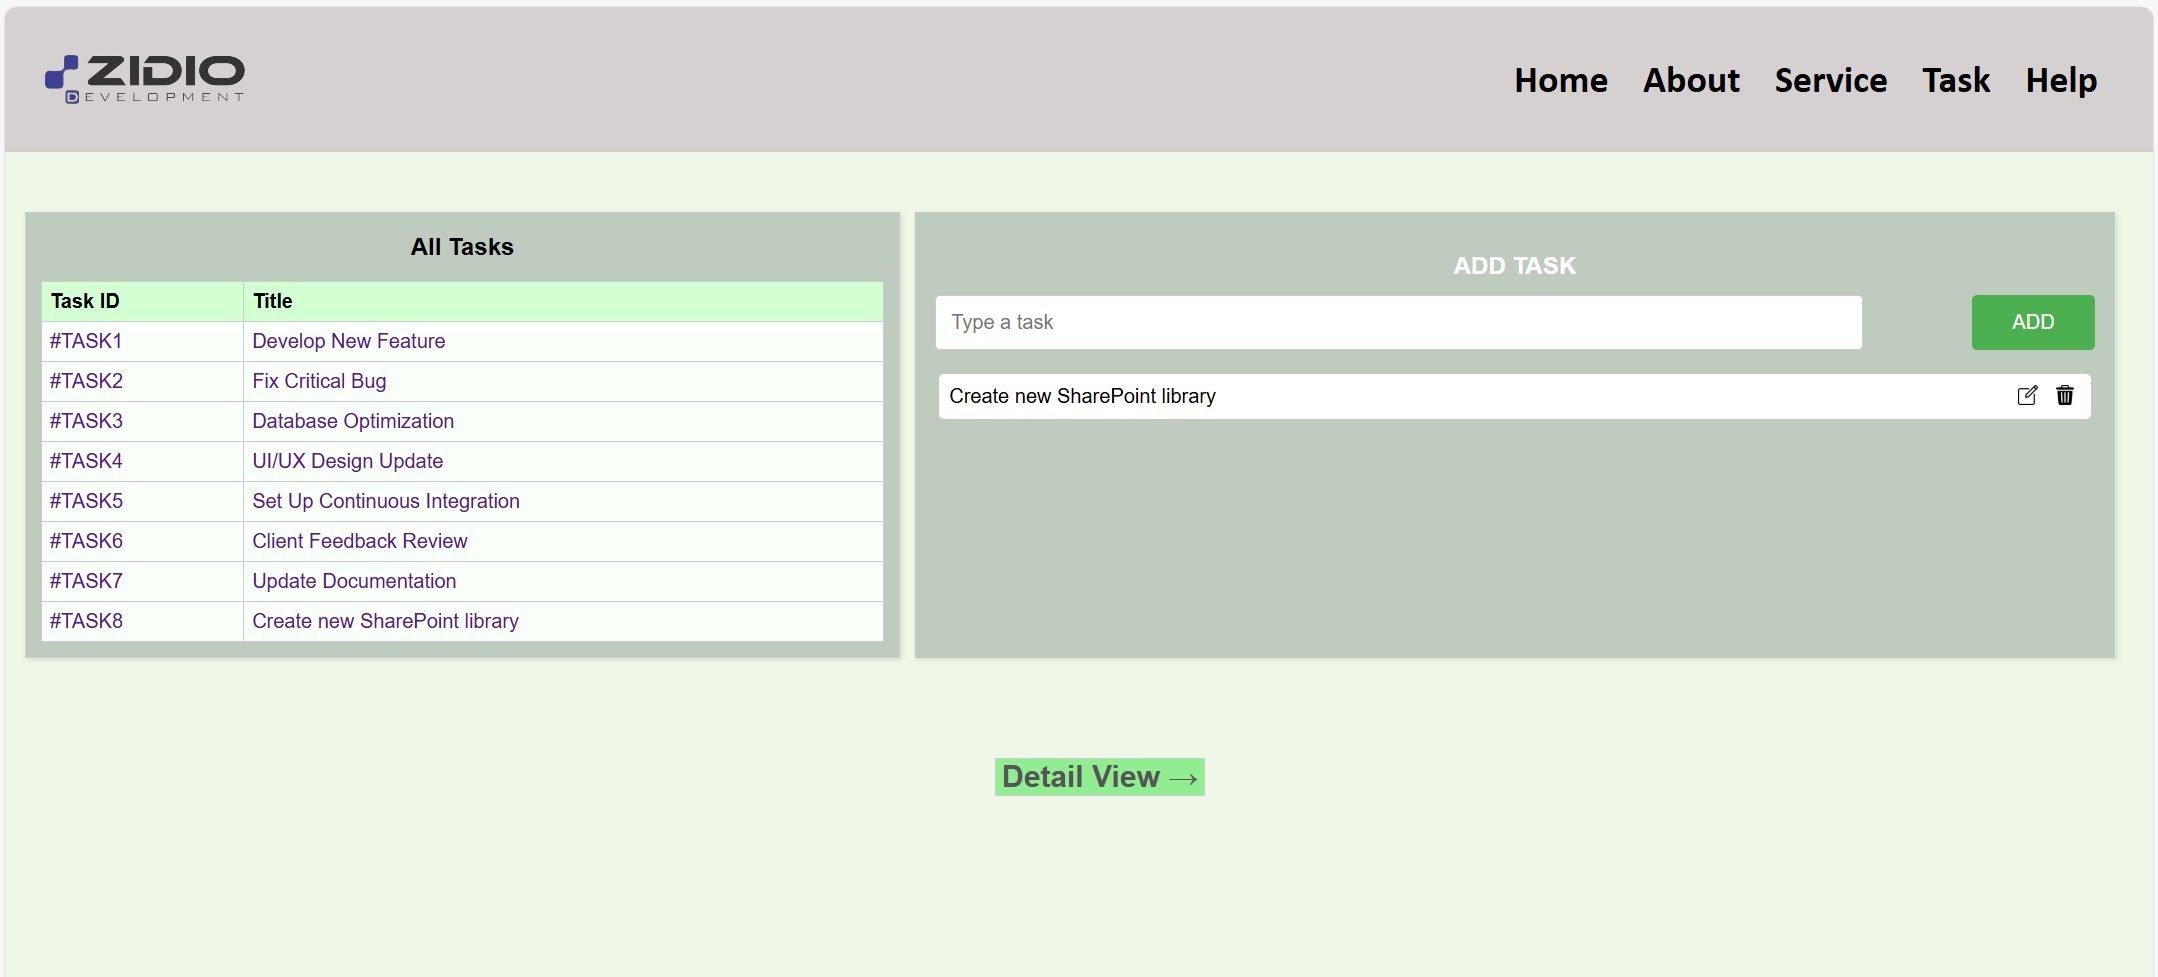 ZIDIO
DEVELOPMENT
Home About Service Task Help
All Tasks
Task ID Title
#TASK1 Develop New Feature
#TASK2 Fix Critical Bug
#TASK3 Database Optimization
#TASK4 UI/UX Design Update
#TASK5 Set Up Continuous Integration
#TASK6 Client Feedback Review
#TASK7 Update Documentation
#TASK8 Create new SharePoint library
ADD TASK
Type a task ADD
Create new SharePoint library
Detail View →